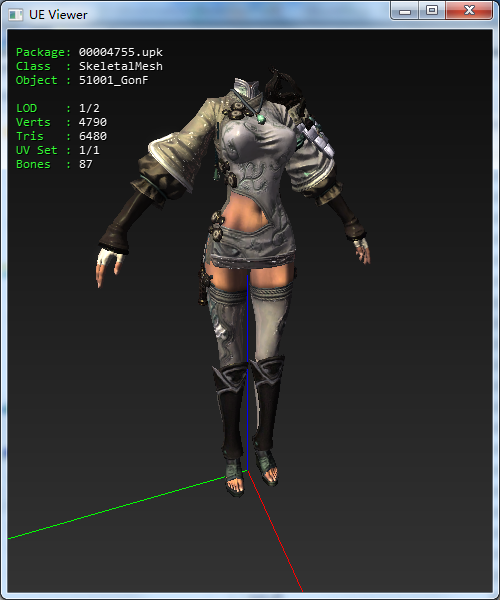 UE Viewer
Package: 00004755.upk
Class : SkeletalMesh
Object : 51001_GonF
LOD : 1/2
Verts : 4790
Tris : 6480
UV Set : 1/1
Bones : 87